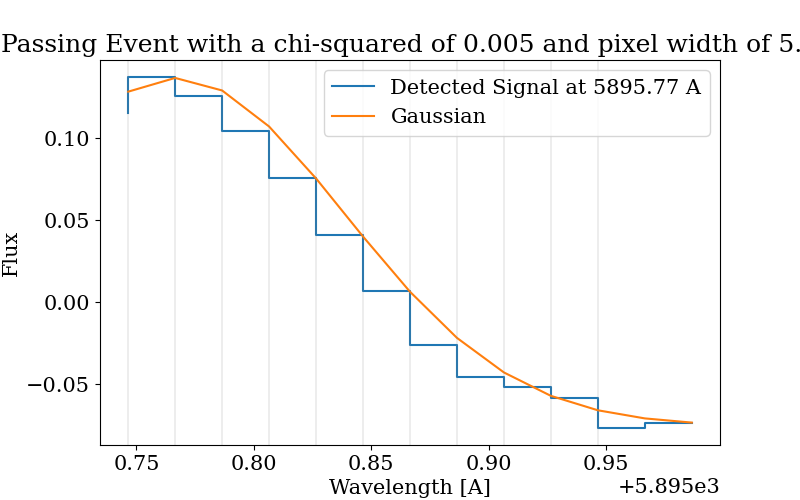 Passing Event with a chi-squared of 0.005 and pixel width of 5.
Detected Signal at 5895.77 A
Gaussian
Flux
0.10
0.05
0.00
−0.05
0.75
0.80
0.85
0.90
0.95
Wavelength [A]
+5.895e3